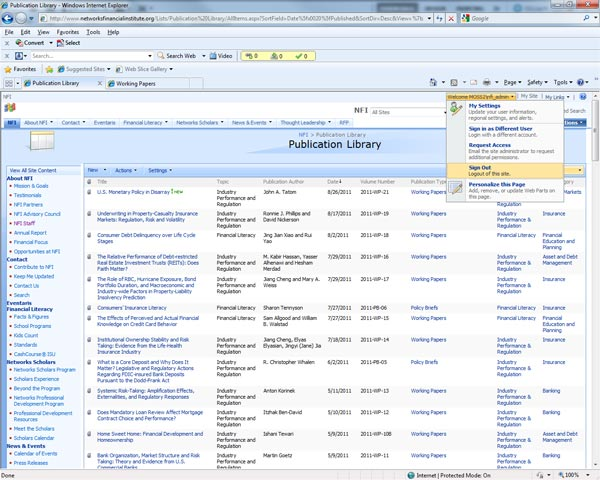 Publication Library - Windows Internet Explorer
http://www.networksfinancialinstitute.org/Lists/Publication%20Library/AllItems.aspx?SortField=Date%5fx0020%5fPublished&SortDir=Desc&View=%7b
Google
File Edit View Favorites Tools Help
Convert Select
Search... Search Web Video 0 0 0
Favorites Suggested Sites Web Slice Gallery
Publication Library Working Papers Page Safety Tools
NFI Welcome MOSS2\nfi_admin My Site My Links
NFI All Sites
NFI About NFI Contact Eventaris Financial Literacy Networks Scholars News & Events Thought Leadership RFP
My Settings
Update your user information, regional settings, and alerts.
Sign in as Different User
Login with a different account.
Request Access
Email the site administrator to request additional permissions.
Sign Out
Logout of this site.
Personalize this Page
Add, remove, or update Web Parts on this page.
NFI > Publication Library
Publication Library
View All Site Content
About NFI
Mission & Goals
Testimonials
NFI Partners
NFI Advisory Council
NFI Staff
Annual Report
Financial Focus
Opportunities at NFI
Contact
Contribute to NFI
Keep Me Updated
Contact Us
Search
Eventaris
Financial Literacy
Facts & Figures
School Programs
Kids Count
Standards
CashCourse@ISU
Networks Scholars
Networks Scholars Program
Scholars Experience
Beyond the Program
Networks Professional Development Program
Professional Development Resources
Meet the Scholars
Scholars Calendar
News & Events
Calendar of Events
Press Releases
New Actions Settings
Title Topic Publication Author Date Volume Number Publication Type
U.S. Monetary Policy in Disarray NEW Industry Performance and Regulation John A. Tatom 8/26/2011 2011-WP-21 Working Papers
Underwriting in Property-Casualty Insurance Markets: Regulation, Risk and Volatility Industry Performance and Regulation Ronnie J. Phillips and David Nickerson 8/9/2011 2011-WP-19 Working Papers Industry Performance and Regulation Insurance
Consumer Debt Delinquency over Life Cycle Stages Financial Literacy Jing Jian Xiao and Rui Yao 8/2/2011 2011-WP-18 Working Papers Financial Literacy Financial Education and Planning
The Relative Performance of Debt-restricted Real Estate Investment Trusts (REITs): Does Faith Matter? Industry Performance and Regulation M. Kabir Hassan, Yasser Alhenawi and Hesham Merdad 7/29/2011 2011-WP-16 Working Papers Industry Performance and Regulation Asset and Debt Management
The Role of RBC, Hurricane Exposure, Bond Portfolio Duration, and Macroeconomic and Industry-wide Factors in Property-Liability Insolvency Prediction Industry Performance and Regulation Jiang Cheng and Mary A. Weiss 7/29/2011 2011-WP-17 Working Papers Industry Performance and Regulation Insurance
Consumers' Insurance Literacy Financial Literacy Sharon Tennyson 7/27/2011 2011-PB-06 Policy Briefs Financial Literacy Insurance
The Effects of Perceived and Actual Financial Knowledge on Credit Card Behavior Financial Literacy Sam Allgood and William B. Walstad 7/27/2011 2011-WP-15 Working Papers Financial Literacy Financial Education and Planning
Institutional Ownership Stability and Risk Taking: Evidence from the Life-Health Insurance Industry Industry Performance and Regulation Jiang Cheng, Elyas Elyasiani, Jingyi (Jane) Jia 7/18/2011 2011-WP-14 Working Papers Industry Performance and Regulation Insurance
What is a Core Deposit and Why Does It Matter? Legislative and Regulatory Actions Regarding FDIC-insured Bank Deposits Pursuant to the Dodd-Frank Act Industry Performance and Regulation R. Christopher Whalen 6/2/2011 2011-PB-03 Policy Briefs Industry Performance and Regulation Insurance
Systemic Risk-Taking: Amplification Effects, Externalities, and Regulatory Responses Industry Performance and Regulation Anton Korinek 5/11/2011 2011-WP-13 Working Papers Industry Performance and Regulation Banking
Does Mandatory Loan Review Affect Mortgage Contract Choice and Performance? Industry Performance and Regulation Itzhak Ben-David 5/10/2011 2011-WP-12 Working Papers Industry Performance and Regulation Banking
Home Sweet Home: Financial Development and Homeownership Industry Performance and Regulation Ishani Tewari 5/9/2011 2011-WP-10B Working Papers Industry Performance and Regulation Banking
Bank Organization, Market Structure and Risk Taking: Theory and Evidence from U.S. Commercial Banks Industry Performance and Regulation Martin Goetz 5/9/2011 2011-WP-11 Working Papers Industry Performance and Banking
Done Internet | Protected Mode: On 100%